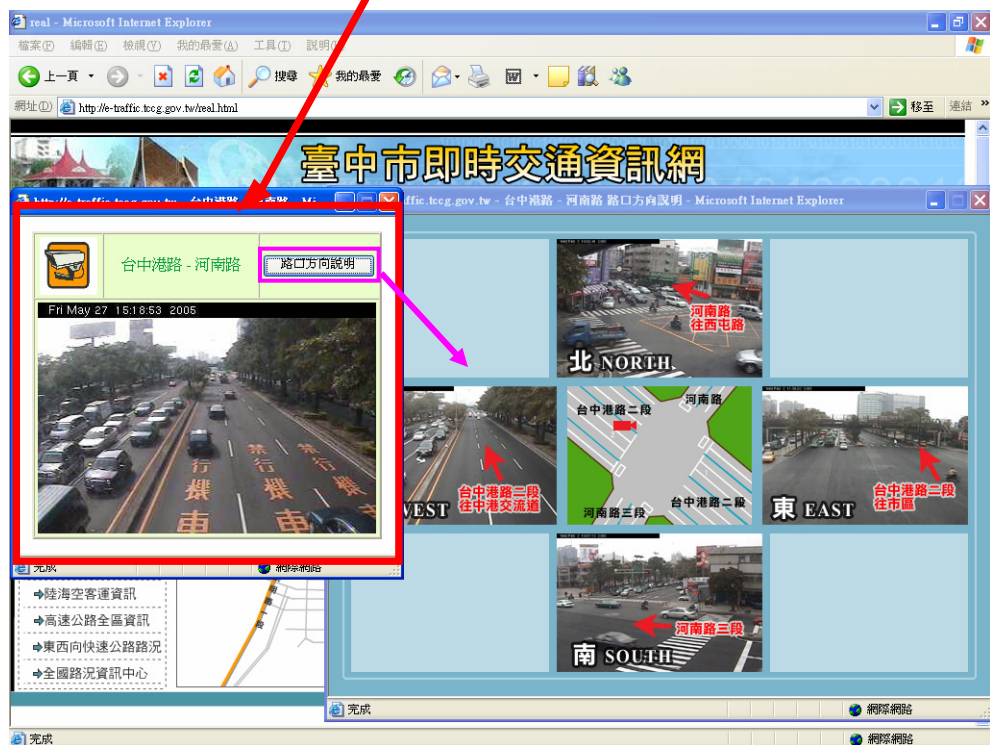 real - Microsoft Internet Explorer
檔案(F) 編輯(E) 檢視(V) 我的最愛(A) 工具(T) 說明(
上一頁 搜尋 我的最愛
網址(D) http://e-traffic.tccg.gov.tw/real.html 移至 連結 »
臺中市即時交通資訊網
ffic.tccg.gov.tw - 台中港路 - 河南路 路口方向說明 - Microsoft Internet Explorer
台中港路 - 河南路 路口方向說明
Fri May 27 15:18:53 2005
禁行機車 禁行機車 禁
河南路
往西屯路
北 NORTH
台中港路二段
往中港交流道
WEST
台中港路二段
河南路
台中港路二段
河南路三段
台中港路二段
往市區
東 EAST
河南路三段
南 SOUTH
完成 網際網路
陸海空客運資訊
高速公路全區資訊
東西向快速公路路況
全國路況資訊中心
完成 網際網路
完成 網際網路